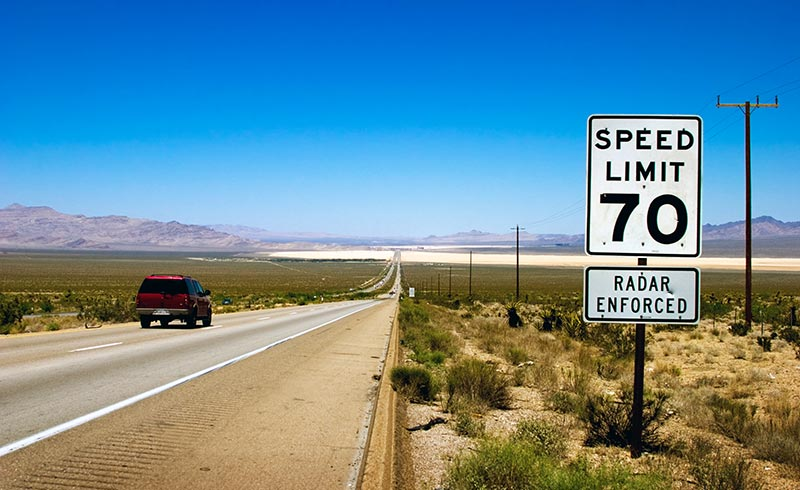 SPEED
LIMIT
70
RADAR
ENFORCED